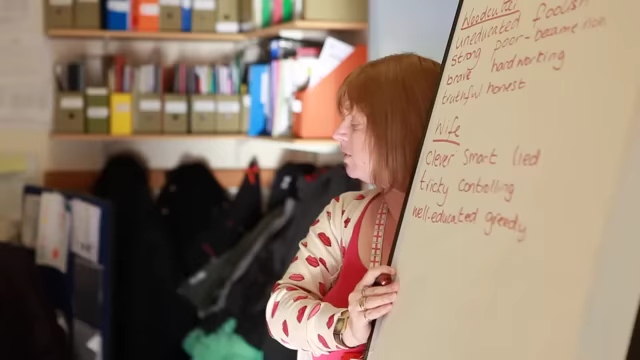 Woodcutter
uneducated foolish
strong poor - became rich
brave hardworking
truthful honest
Wife
clever smart lied
tricty controlling
well-educated greedy